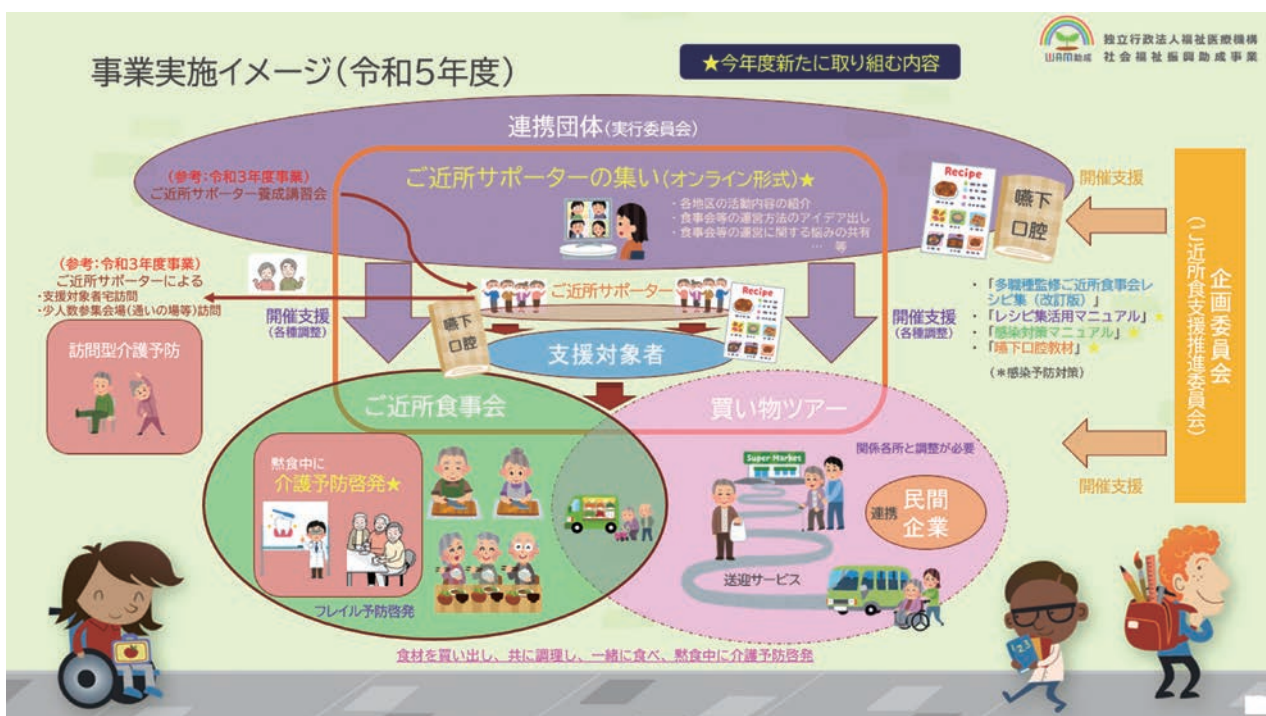 事業実施イメージ（令和５年度）
★今年度新たに取り組む内容
WAM助成
独立行政法人福祉医療機構
社会福祉振興助成事業
連携団体（実行委員会）
（参考：令和３年度事業）
ご近所サポーター養成講習会
ご近所サポーターの集い（オンライン形式）★
・各地区の活動内容の紹介
・食事会等の運営方法のアイデア出し
・食事会等の運営に関する悩みの共有
… 等
Recipe
嚥下
口腔
開催支援
企画委員会
（ご近所食支援推進委員会）
（参考：令和３年度事業）
ご近所サポーターによる
・支援対象者宅訪問
・少人数参集会場（通いの場等）訪問
訪問型介護予防
開催支援
（各種調整）
ご近所サポーター
Recipe
嚥下
口腔
支援対象者
開催支援
（各種調整）
・「多職種監修ご近所食事会レ
シピ集（改訂版）」
・「レシピ集活用マニュアル」★
・「感染対策マニュアル」★
・「嚥下口腔教材」★
（＊感染予防対策）
開催支援
ご近所食事会
黙食中に
介護予防啓発★
フレイル予防啓発
買い物ツアー
関係各所と調整が必要
Super Market
連携
民間
企業
送迎サービス
食材を買い出し、共に調理し、一緒に食べ、黙食中に介護予防啓発
1 2 3